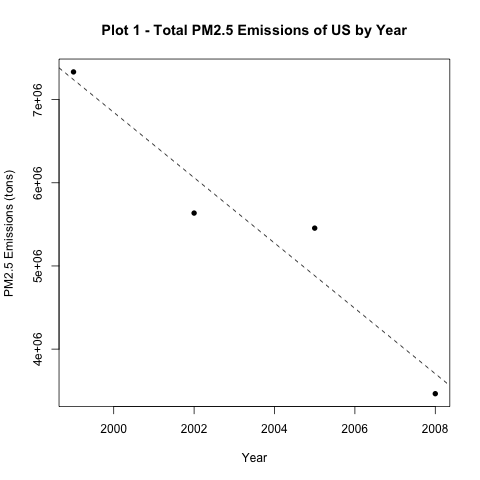 Plot 1 - Total PM2.5 Emissions of US by Year
7e+06
6e+06
5e+06
4e+06
PM2.5 Emissions (tons)
2000 2002 2004 2006 2008
Year